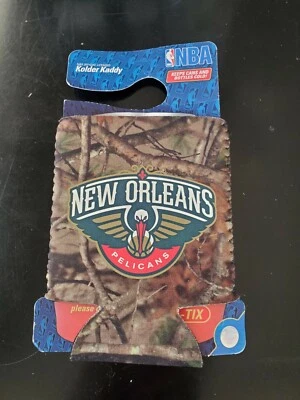 Kolder Kaddy
NBA
KEEPS CANS AND
BOTTLES COLD!
NEW ORLEANS
PELICANS
please
-TIX